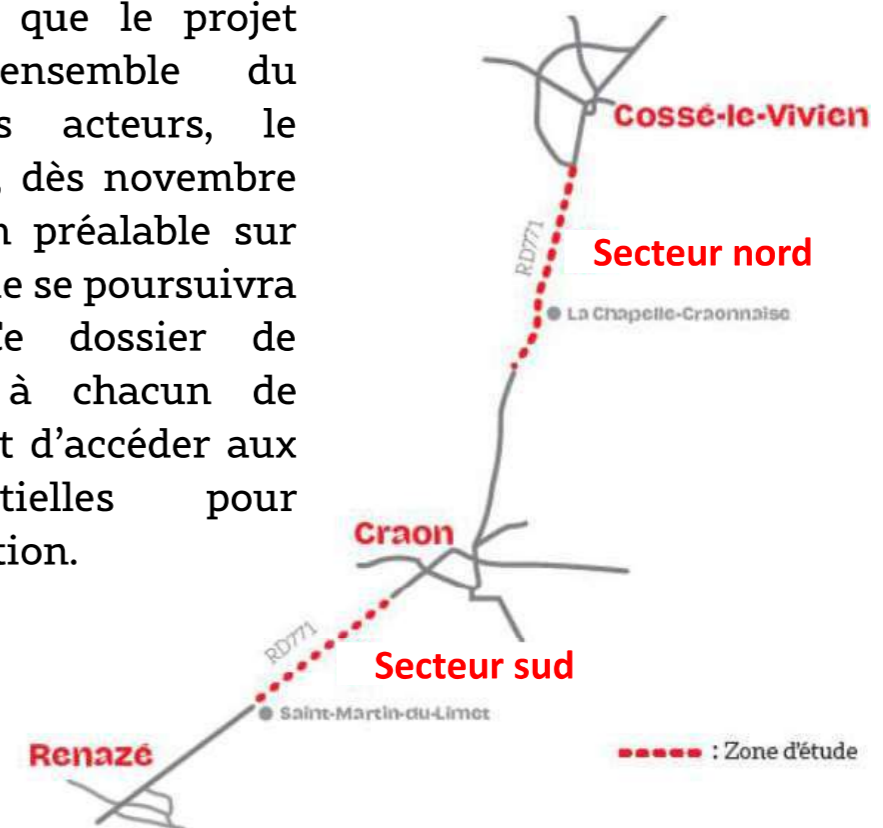 que le projet
ensemble du
s acteurs, le
, dès novembre
n préalable sur
e se poursuivra
Ce dossier de
à chacun de
t d’accéder aux
tielles pour
tion.
Cossé-le-Vivien
RD771
Secteur nord
La Chapelle-Craonnaise
Craon
RD771
Secteur sud
Saint-Martin-du-Limet
Renazé
: Zone d'étude